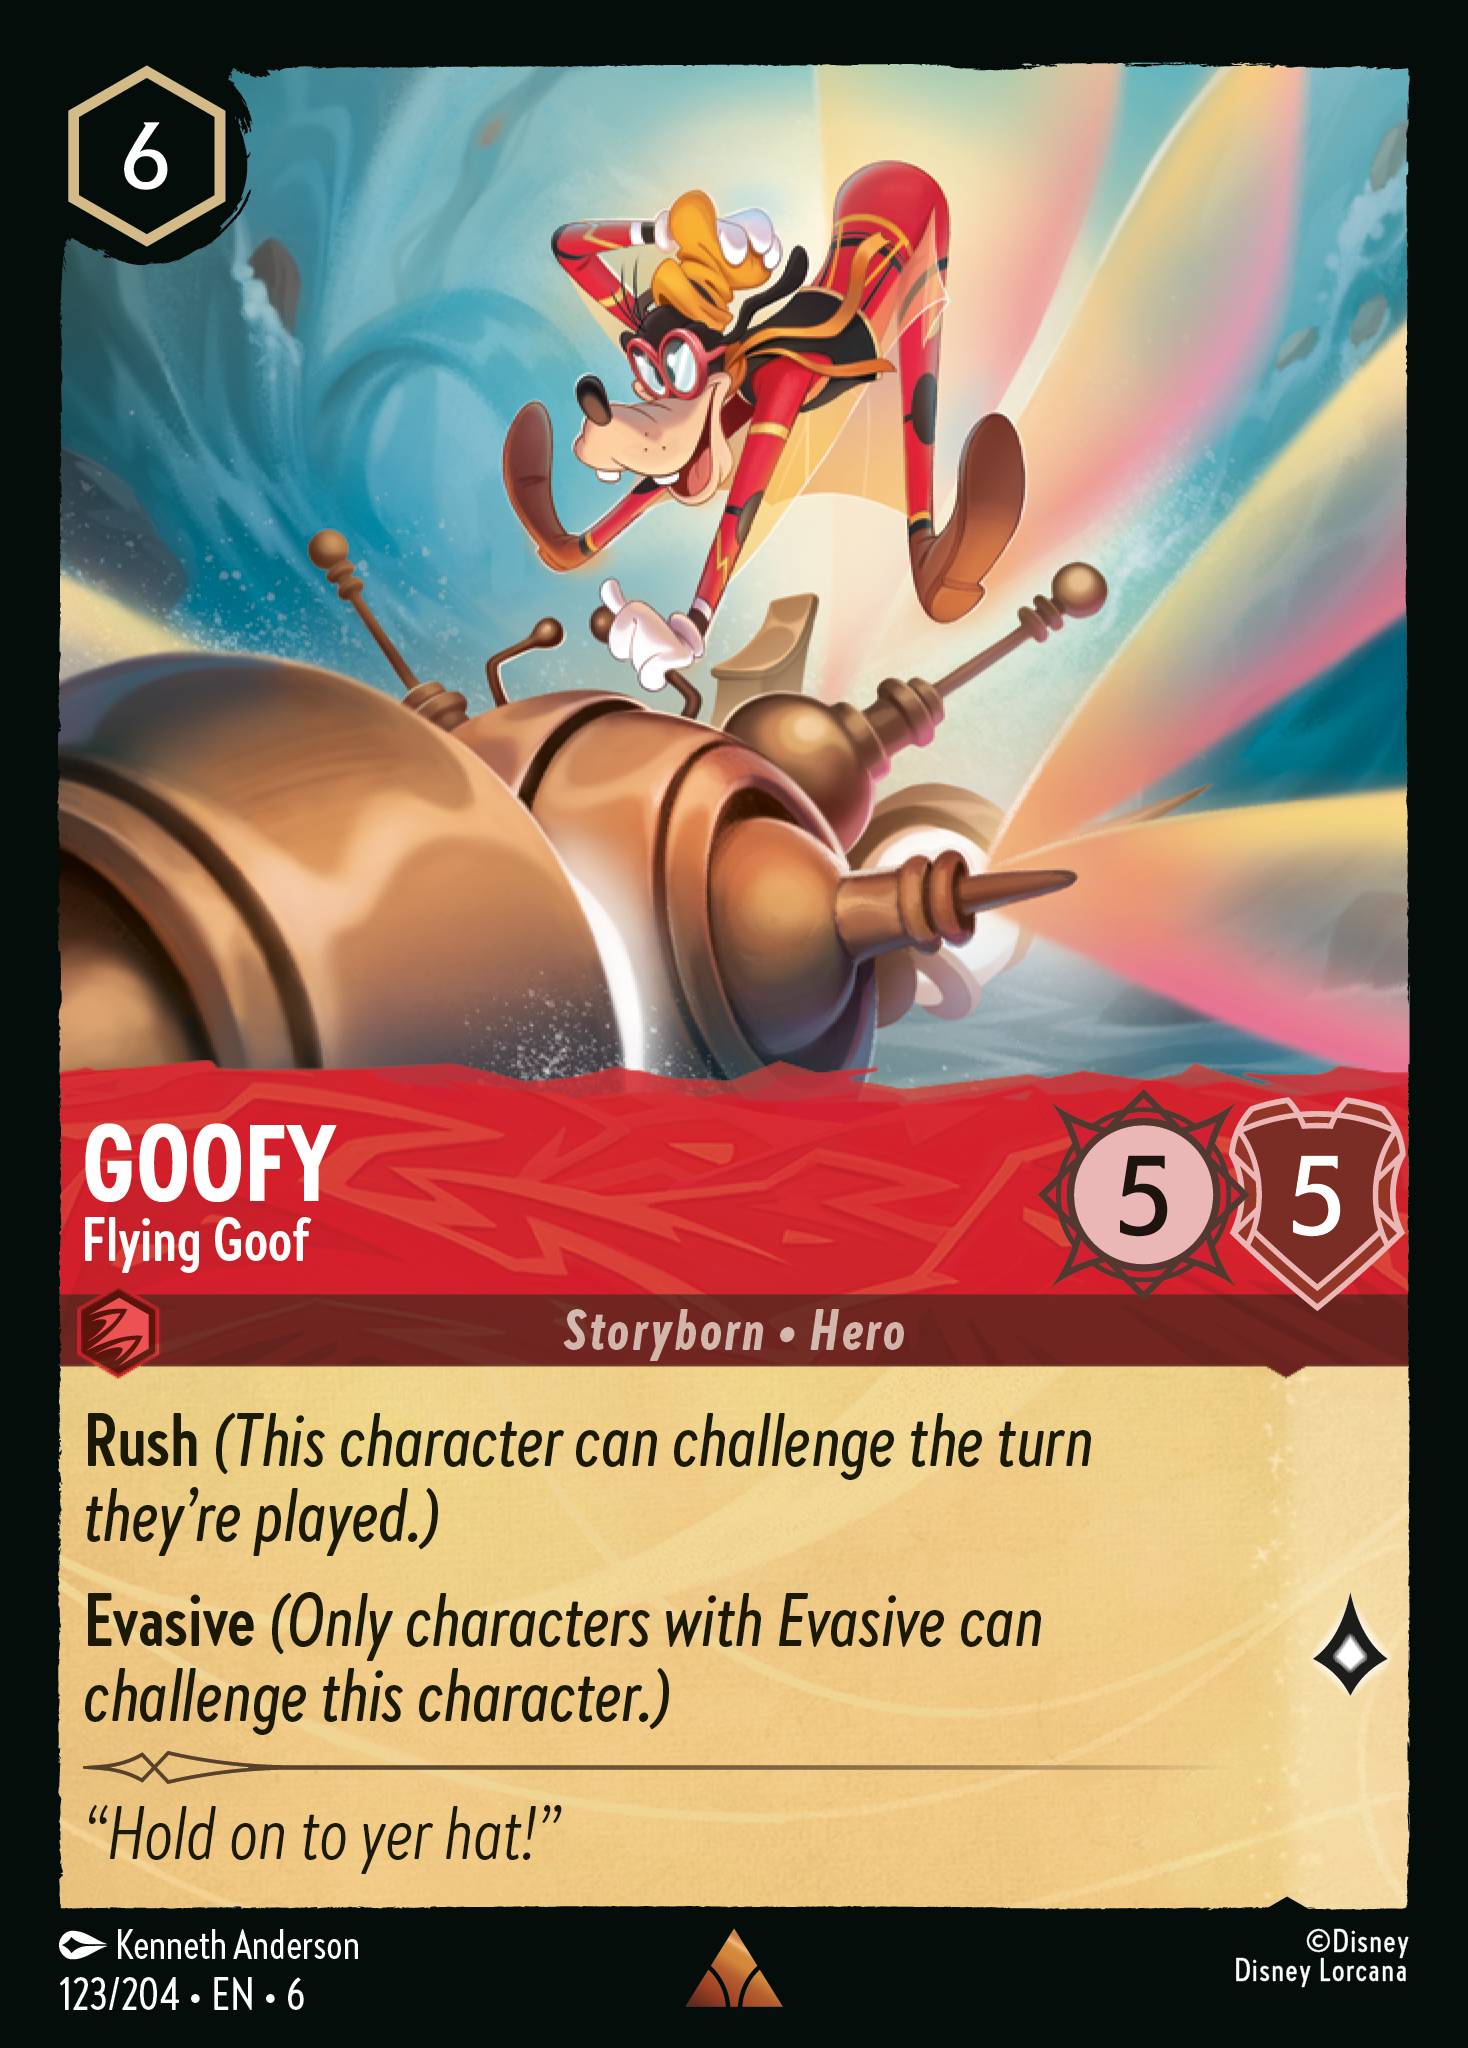 6
GOOFY
Flying Goof
5 5
Storyborn • Hero
Rush (This character can challenge the turn
they’re played.)
Evasive (Only characters with Evasive can
challenge this character.)
“Hold on to yer hat!”
Kenneth Anderson
123/204 • EN • 6
©Disney
Disney Lorcana